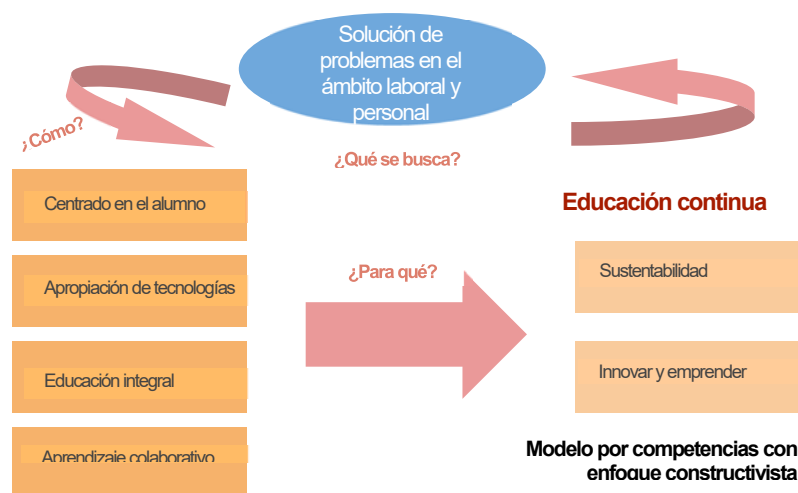 Solución de
problemas en el
ámbito laboral y
personal
¿Cómo?
¿Qué se busca?
Centrado en el alumno
Apropiación de tecnologías
Educación integral
Aprendizaje colaborativo
¿Para qué?
Educación continua
Sustentabilidad
Innovar y emprender
Modelo por competencias con
enfoque constructivista